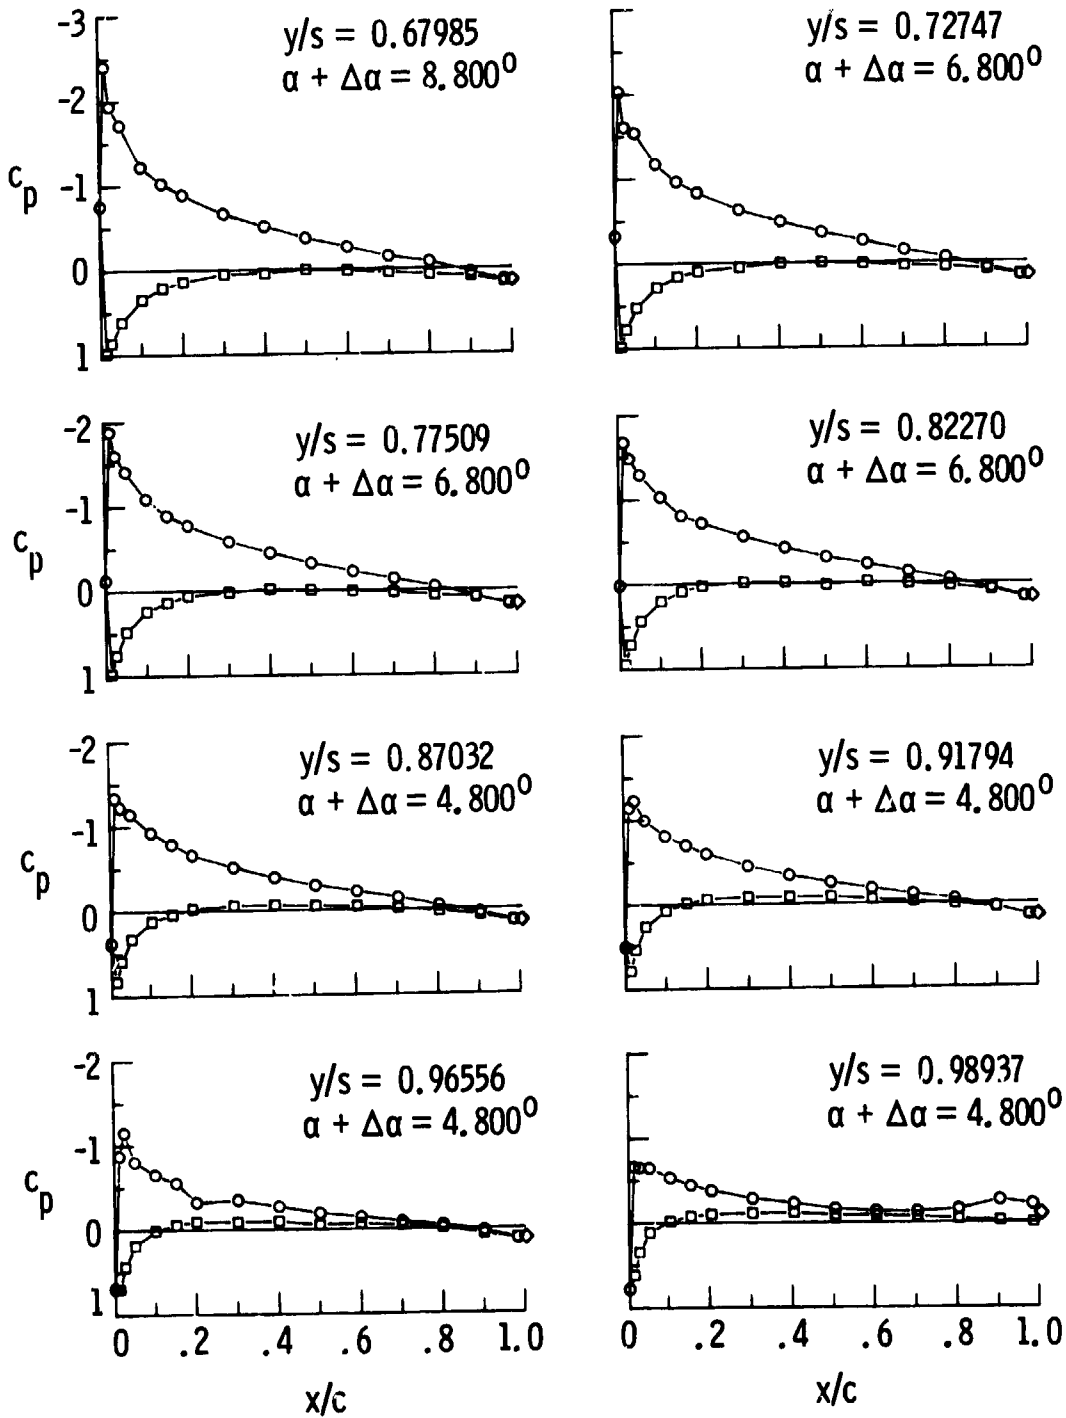 y/s = 0.67985
α + Δα = 8.800⁰
-3
-2
-1
0
1
c_p
y/s = 0.72747
α + Δα = 6.800⁰
y/s = 0.77509
α + Δα = 6.800⁰
-2
-1
0
1
c_p
y/s = 0.82270
α + Δα = 6.800⁰
y/s = 0.87032
α + Δα = 4.800⁰
-2
-1
0
1
c_p
y/s = 0.91794
α + Δα = 4.800⁰
y/s = 0.96556
α + Δα = 4.800⁰
-2
-1
0
1
c_p
0 .2 .4 .6 .8 1.0
x/c
y/s = 0.98937
α + Δα = 4.800⁰
0 .2 .4 .6 .8 1.0
x/c